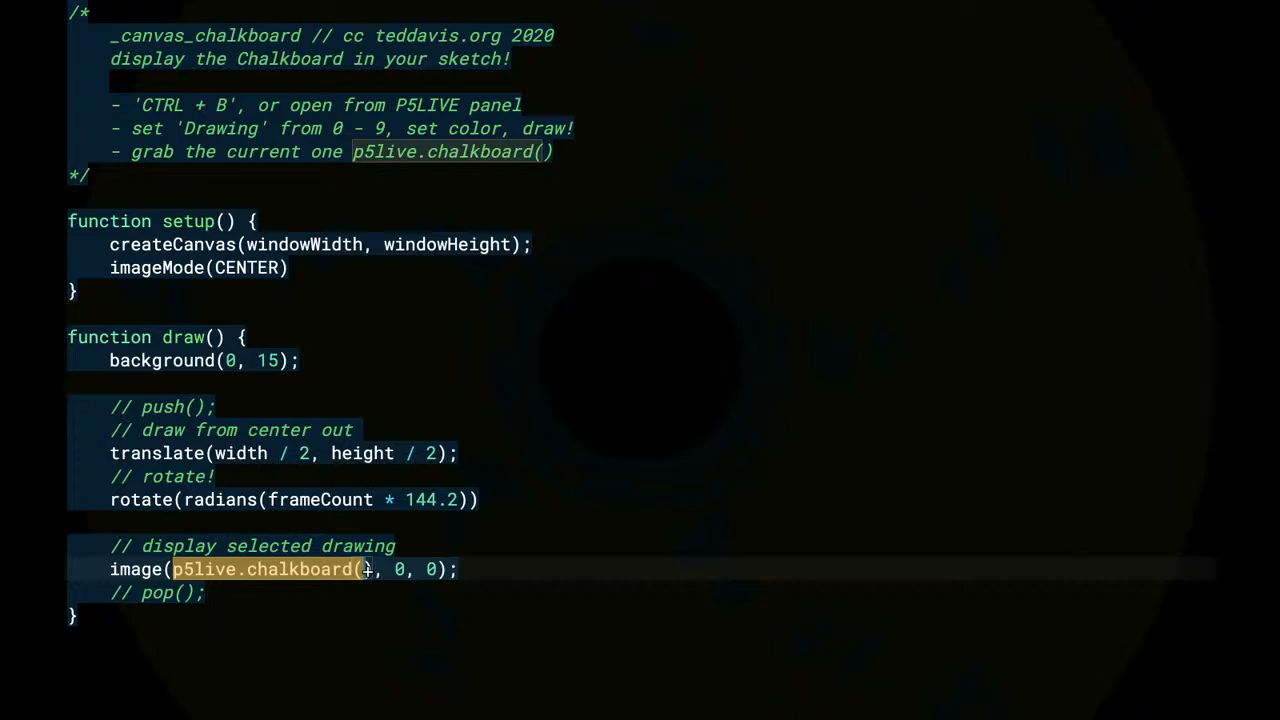 /*
_canvas_chalkboard // cc teddavis.org 2020
display the Chalkboard in your sketch!
- 'CTRL + B', or open from P5LIVE panel
- set 'Drawing' from 0 - 9, set color, draw!
- grab the current one p5live.chalkboard()
*/
function setup() {
createCanvas(windowWidth, windowHeight);
imageMode(CENTER)
}
function draw() {
background(0, 15);
// push();
// draw from center out
translate(width / 2, height / 2);
// rotate!
rotate(radians(frameCount * 144.2))
// display selected drawing
image(p5live.chalkboard(), 0, 0);
// pop();
}